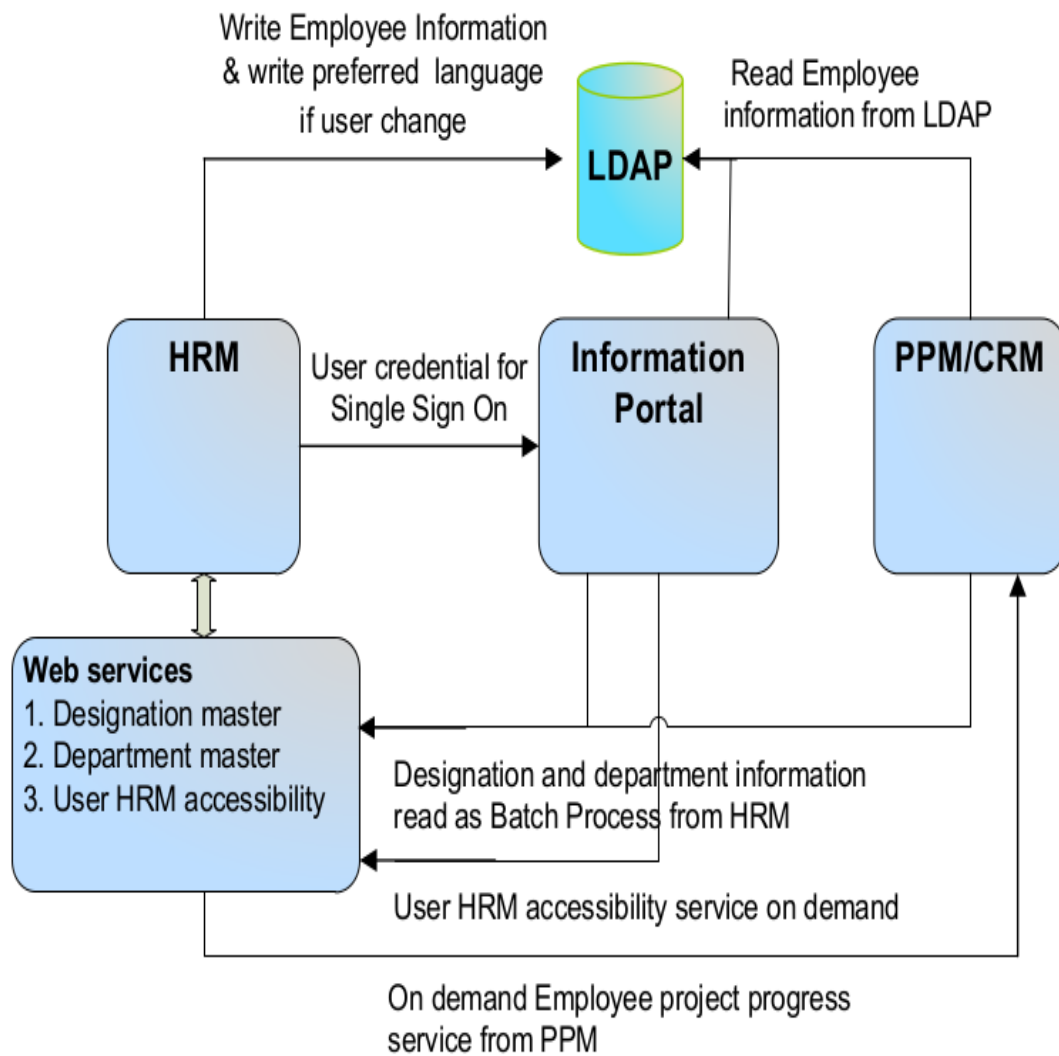 Write Employee Information
& write preferred language
if user change
Read Employee
information from LDAP
LDAP
HRM
User credential for
Single Sign On
Information
Portal
PPM/CRM
Web services
1. Designation master
2. Department master
3. User HRM accessibility
Designation and department information
read as Batch Process from HRM
User HRM accessibility service on demand
On demand Employee project progress
service from PPM